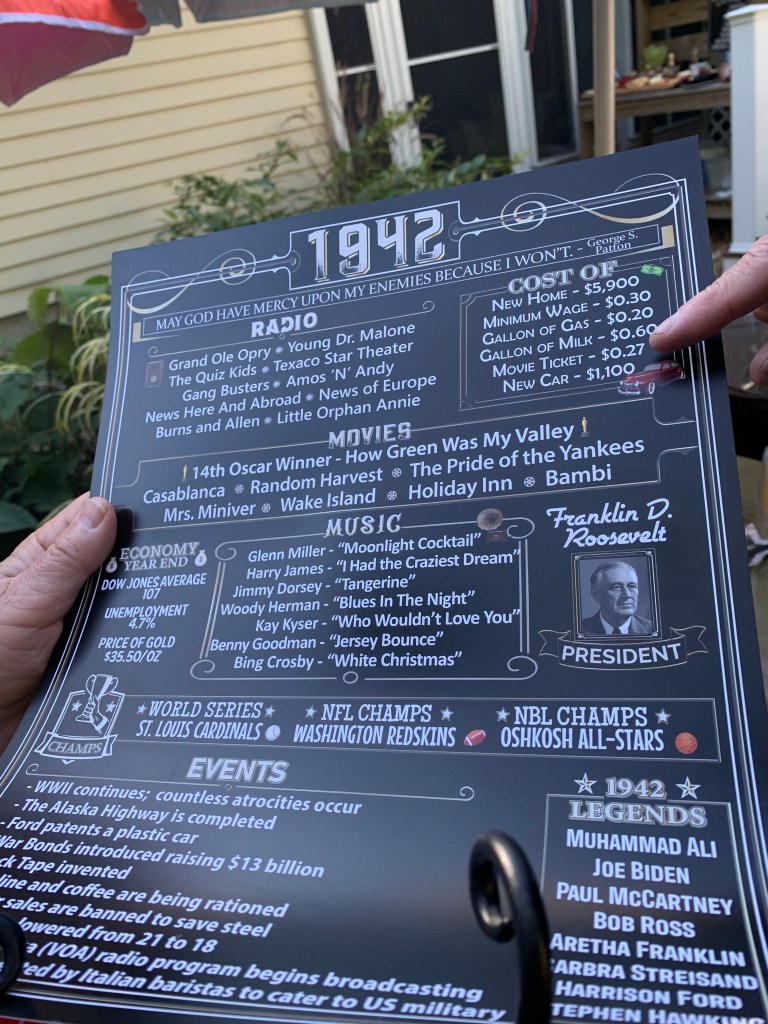 1942
MAY GOD HAVE MERCY UPON MY ENEMIES BECAUSE I WON'T. - George S. Patton
RADIO
Grand Ole Opry • Young Dr. Malone
The Quiz Kids • Texaco Star Theater
Gang Busters • Amos 'N' Andy
News Here And Abroad • News of Europe
Burns and Allen • Little Orphan Annie
COST OF
New Home - $5,900
Minimum Wage - $0.30
Gallon of Gas - $0.20
Gallon of Milk - $0.60
Movie Ticket - $0.27
New Car - $1,100
MOVIES
14th Oscar Winner - How Green Was My Valley
Casablanca ❄ Random Harvest ❄ The Pride of the Yankees
Mrs. Miniver ❄ Wake Island ❄ Holiday Inn ❄ Bambi
ECONOMY
YEAR END
DOW JONES AVERAGE
107
UNEMPLOYMENT
4.7%
PRICE OF GOLD
$35.50/OZ
MUSIC
Glenn Miller - "Moonlight Cocktail"
Harry James - "I Had the Craziest Dream"
Jimmy Dorsey - "Tangerine"
Woody Herman - "Blues In The Night"
Kay Kyser - "Who Wouldn't Love You"
Benny Goodman - "Jersey Bounce"
Bing Crosby - "White Christmas"
Franklin D.
Roosevelt
PRESIDENT
CHAMPS
★ WORLD SERIES ★
ST. LOUIS CARDINALS
★ NFL CHAMPS ★
WASHINGTON REDSKINS
★ NBL CHAMPS ★
OSHKOSH ALL-STARS
EVENTS
- WWII continues; countless atrocities occur
- The Alaska Highway is completed
- Ford patents a plastic car
War Bonds introduced raising $13 billion
Tape invented
and coffee are being rationed
sales are banned to save steel
lowered from 21 to 18
(VOA) radio program begins broadcasting
by Italian baristas to cater to US military
★ 1942 ★
LEGENDS
MUHAMMAD ALI
JOE BIDEN
PAUL MCCARTNEY
BOB ROSS
ARETHA FRANKLIN
STREISAND
HARRISON FORD
HAWKING